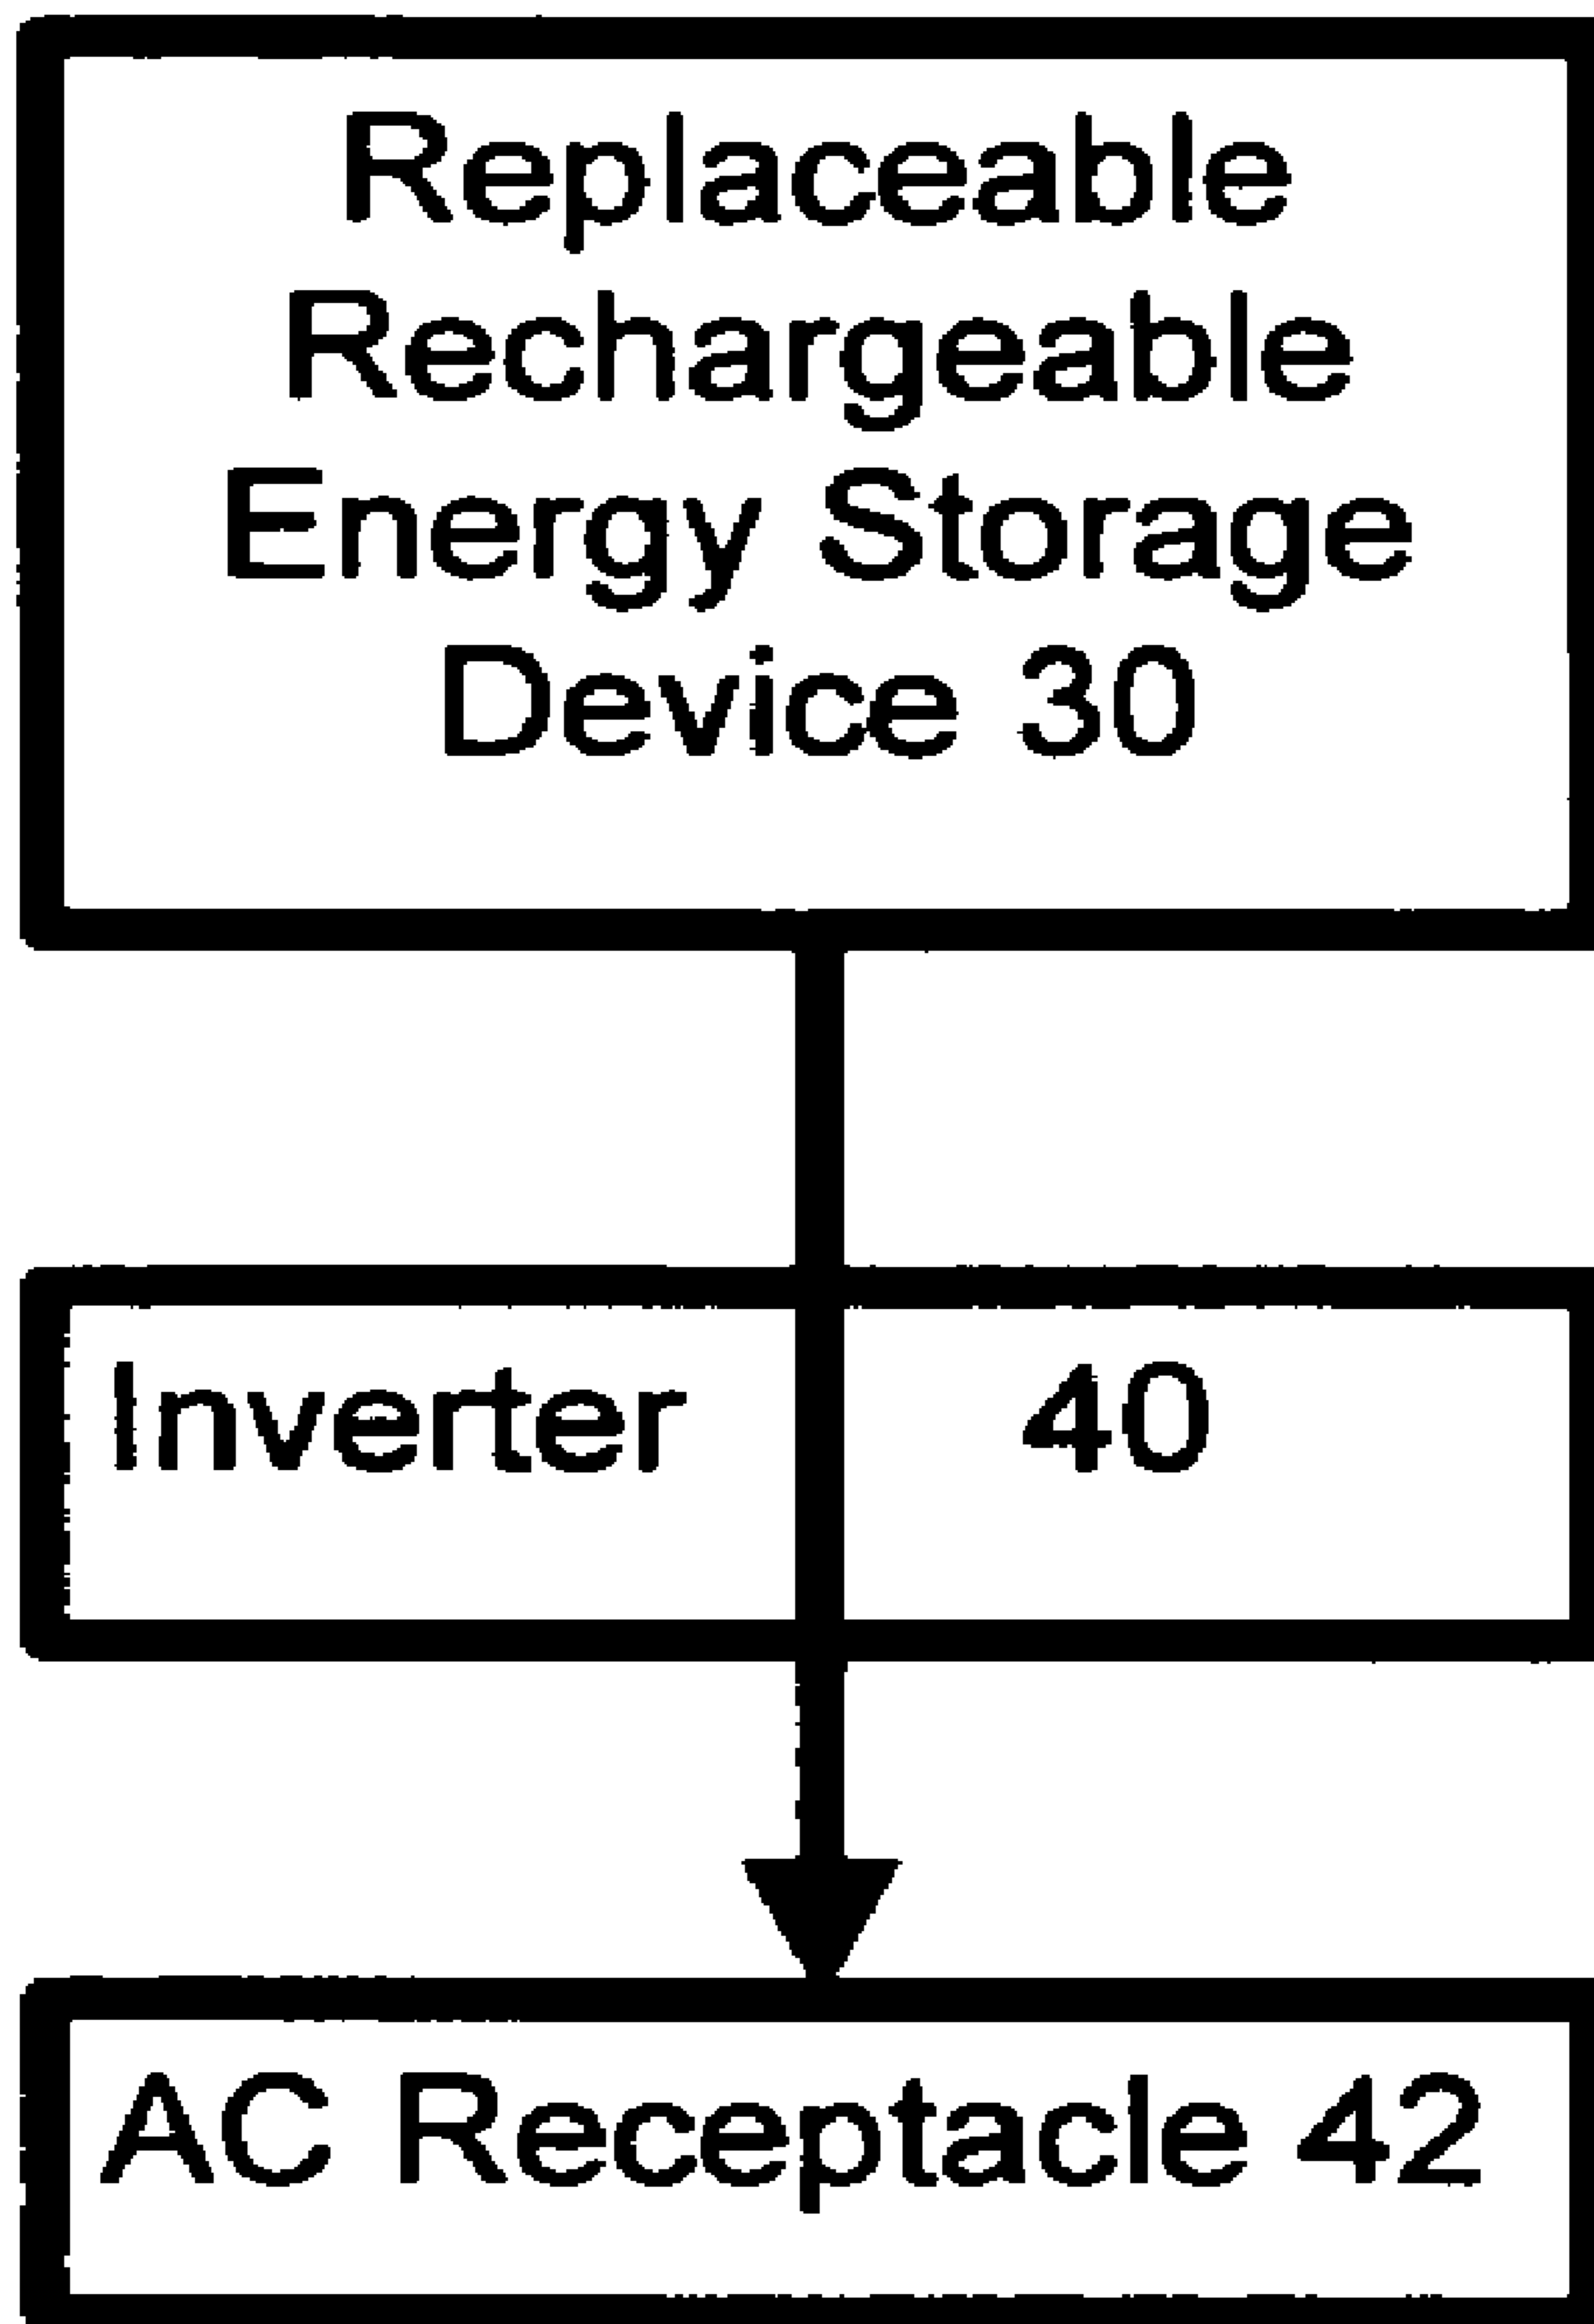 Replaceable
Rechargeable
Energy Storage
Device 30
Inverter 40
AC Receptacle 42